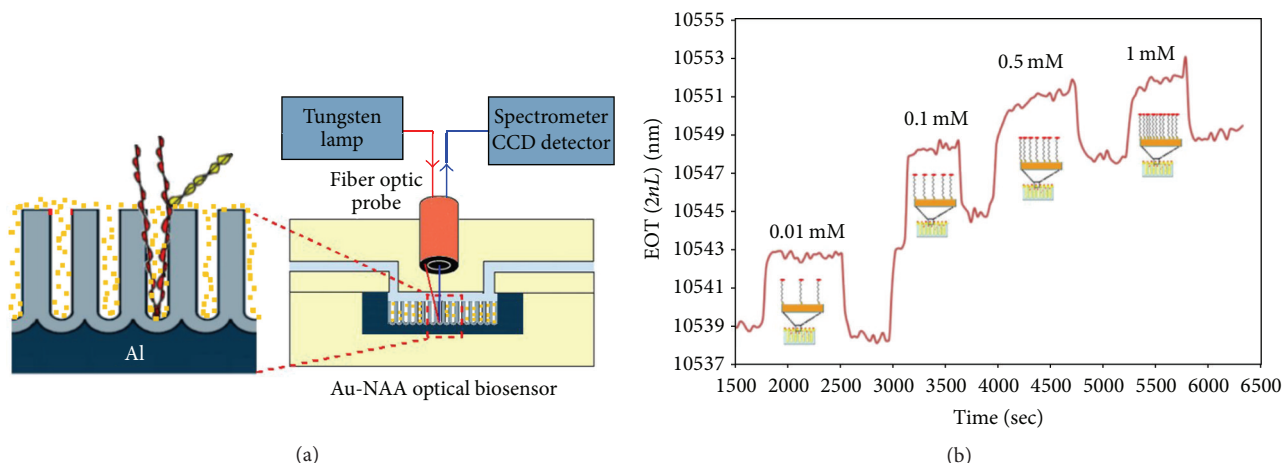 Tungsten
lamp
Spectrometer
CCD detector
Fiber optic
probe
Al
Au-NAA optical biosensor
(a)
EOT (2nL) (nm)
10555
10553
10551
10549
10547
10545
10543
10541
10539
10537
0.01 mM
0.1 mM
0.5 mM
1 mM
1500 2000 2500 3000 3500 4000 4500 5000 5500 6000 6500
Time (sec)
(b)